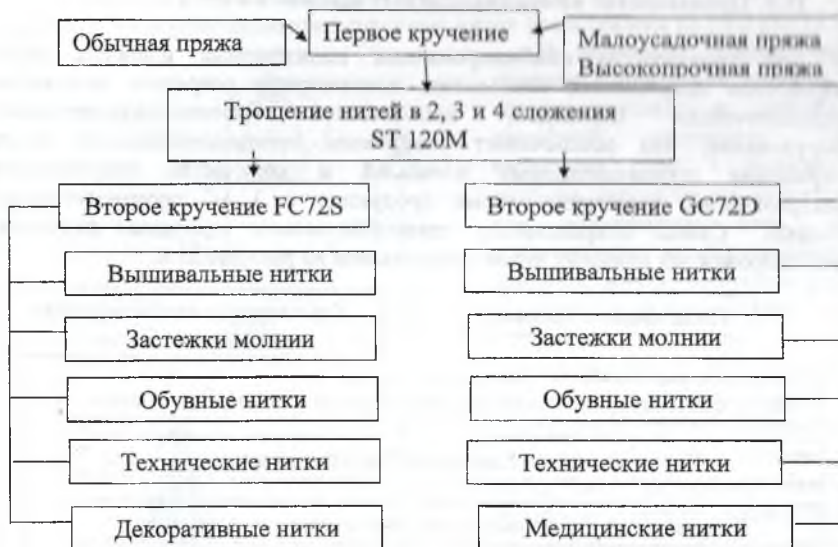 Обычная пряжа
Первое кручение
Малоусадочная пряжа
Высокопрочная пряжа
Трощение нитей в 2, 3 и 4 сложения
ST 120M
Второе кручение FC72S
Второе кручение GC72D
Вышивальные нитки
Вышивальные нитки
Застежки молнии
Застежки молнии
Обувные нитки
Обувные нитки
Технические нитки
Технические нитки
Декоративные нитки
Медицинские нитки